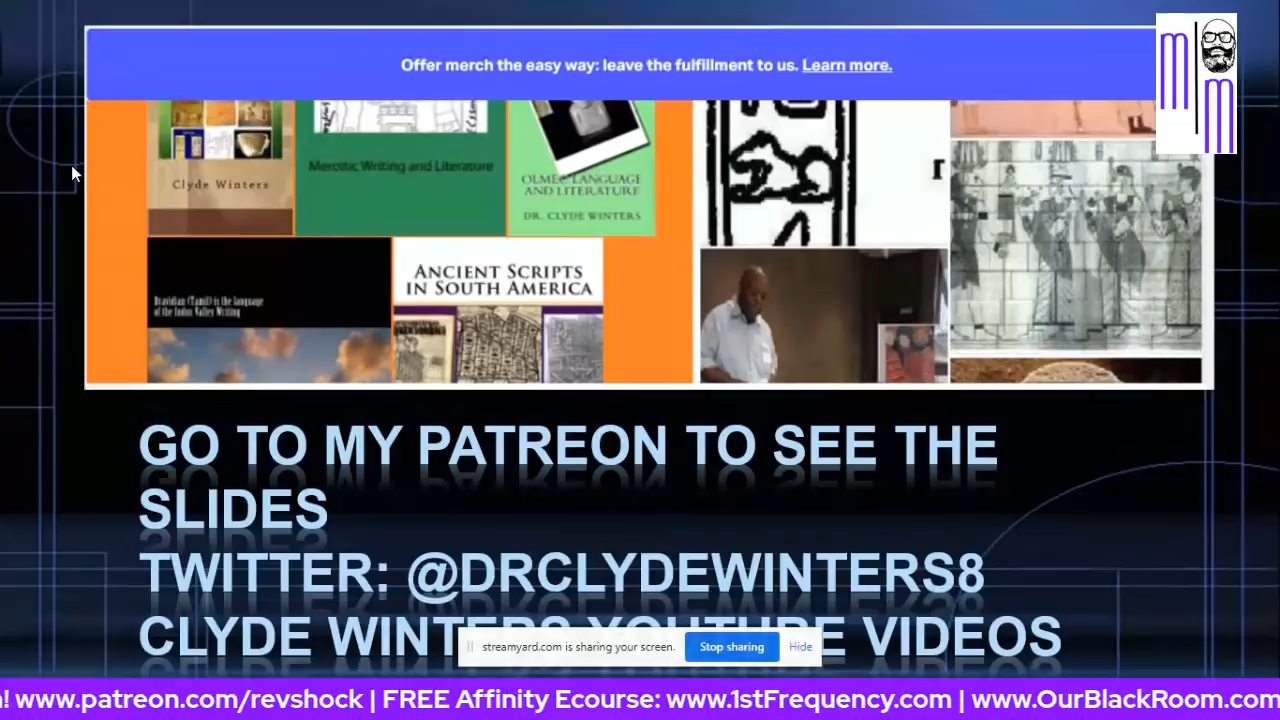 Offer merch the easy way: leave the fulfillment to us. Learn more.
Clyde Winters
Meroitic Writing and Literature
OLMEC LANGUAGE
AND LITERATURE
DR. CLYDE WINTERS
Dravidian (Tamil) is the language
of the Indus Valley Writing
ANCIENT SCRIPTS
IN SOUTH AMERICA
m
m
GO TO MY PATREON TO SEE THE
SLIDES
TWITTER: @DRCLYDEWINTERS8
CLYDE WINTERS YOUTUBE VIDEOS
streamyard.com is sharing your screen.
Stop sharing
Hide
! www.patreon.com/revshock | FREE Affinity Ecourse: www.1stFrequency.com | www.OurBlackRoom.com